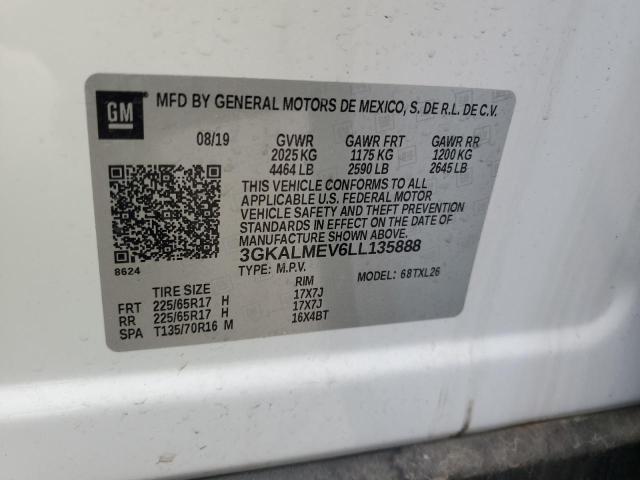 GM MFD BY GENERAL MOTORS DE MEXICO, S. DE R.L. DE C.V.
08/19 GVWR GAWR FRT GAWR RR
2025 KG 1175 KG 1200 KG
4464 LB 2590 LB 2645 LB
THIS VEHICLE CONFORMS TO ALL
APPLICABLE U.S. FEDERAL MOTOR
VEHICLE SAFETY AND THEFT PREVENTION
STANDARDS IN EFFECT ON THE DATE OF
MANUFACTURE SHOWN ABOVE.
3GKALMEV6LL135888
8624
TYPE: M.P.V. MODEL: 68TXL26
TIRE SIZE RIM
FRT 225/65R17 H 17X7J
RR 225/65R17 H 17X7J
SPA T135/70R16 M 16X4BT